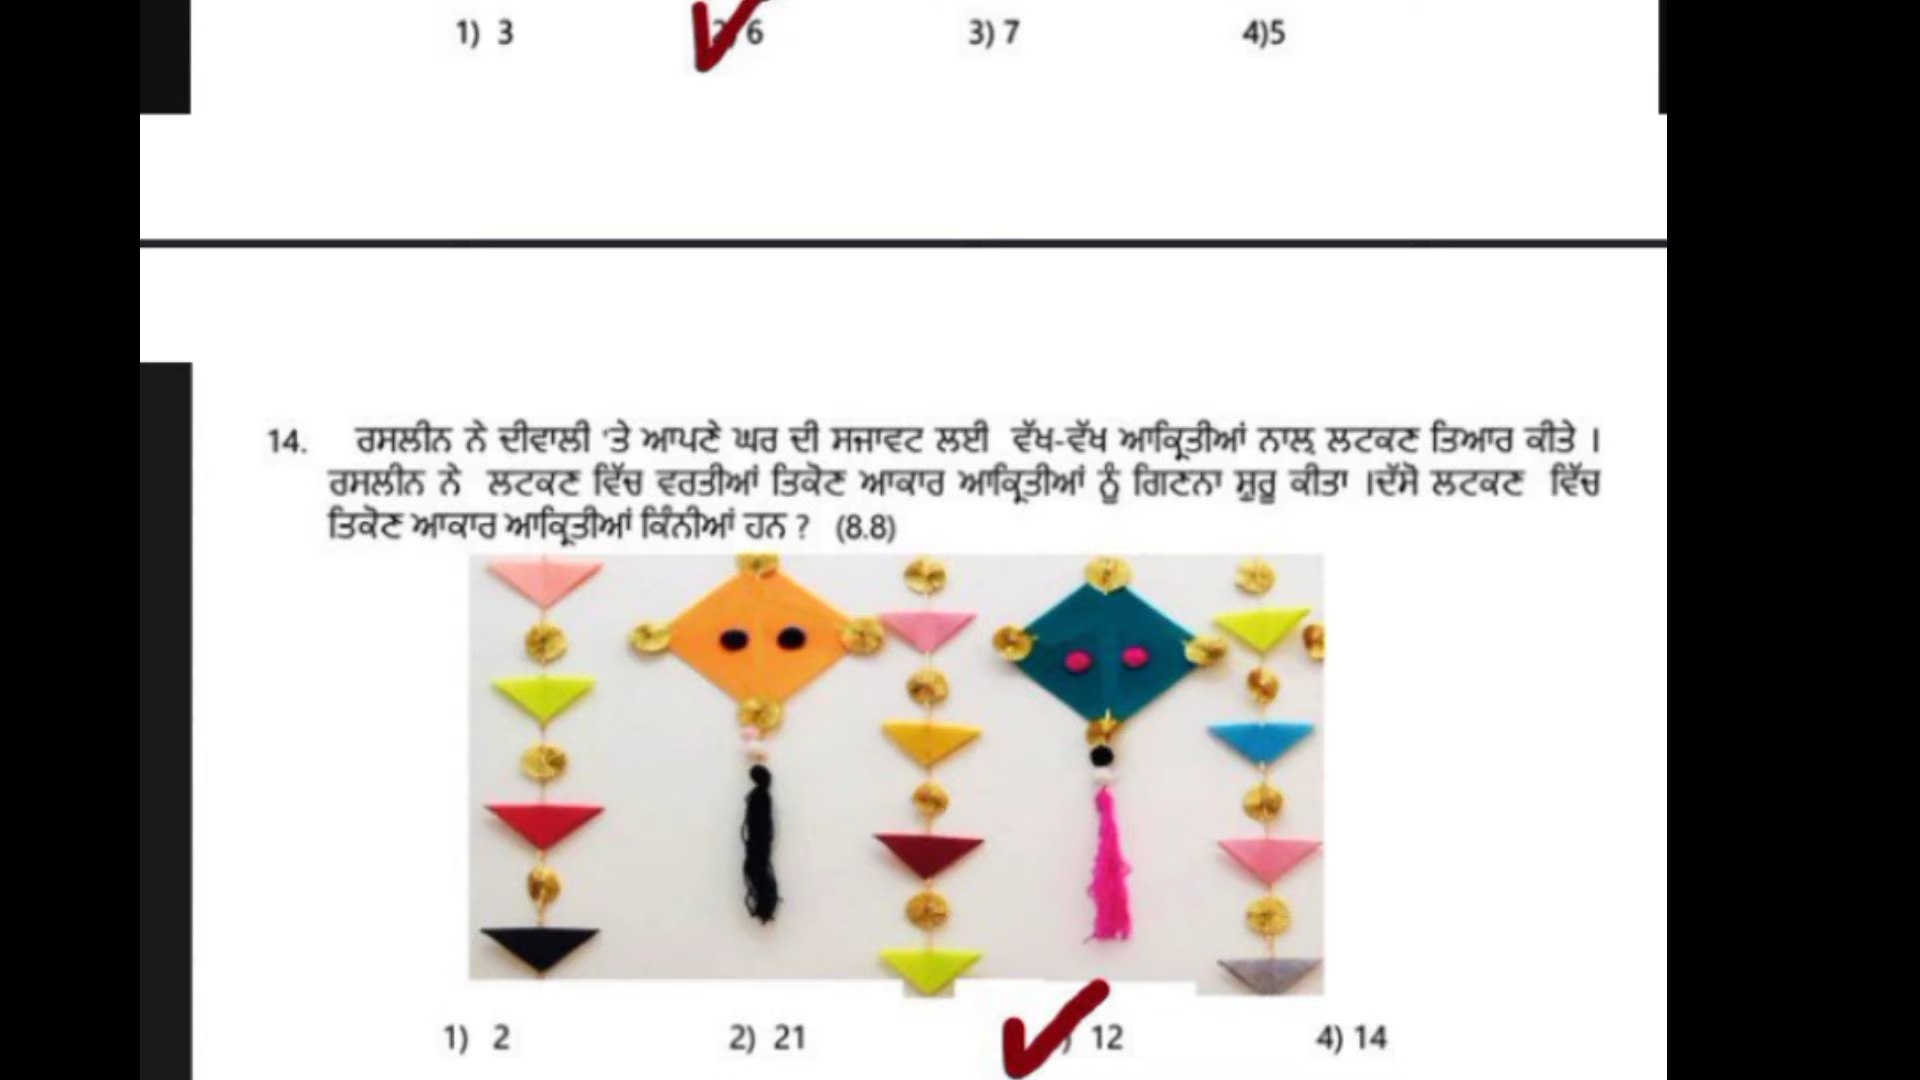 1) 3 2) 6 3) 7 4)5
14. ਰਸਲੀਨ ਨੇ ਦੀਵਾਲੀ 'ਤੇ ਆਪਣੇ ਘਰ ਦੀ ਸਜਾਵਟ ਲਈ ਵੱਖ-ਵੱਖ ਆਕ੍ਰਿਤੀਆਂ ਨਾਲ਼ ਲਟਕਣ ਤਿਆਰ ਕੀਤੇ ।
ਰਸਲੀਨ ਨੇ ਲਟਕਣ ਵਿੱਚ ਵਰਤੀਆਂ ਤਿਕੋਣ ਆਕਾਰ ਆਕ੍ਰਿਤੀਆਂ ਨੂੰ ਗਿਣਨਾ ਸ਼ੁਰੂ ਕੀਤਾ ।ਦੱਸੋ ਲਟਕਣ ਵਿੱਚ
ਤਿਕੋਣ ਆਕਾਰ ਆਕ੍ਰਿਤੀਆਂ ਕਿੰਨੀਆਂ ਹਨ ? (8.8)
1) 2 2) 21 ) 12 4) 14